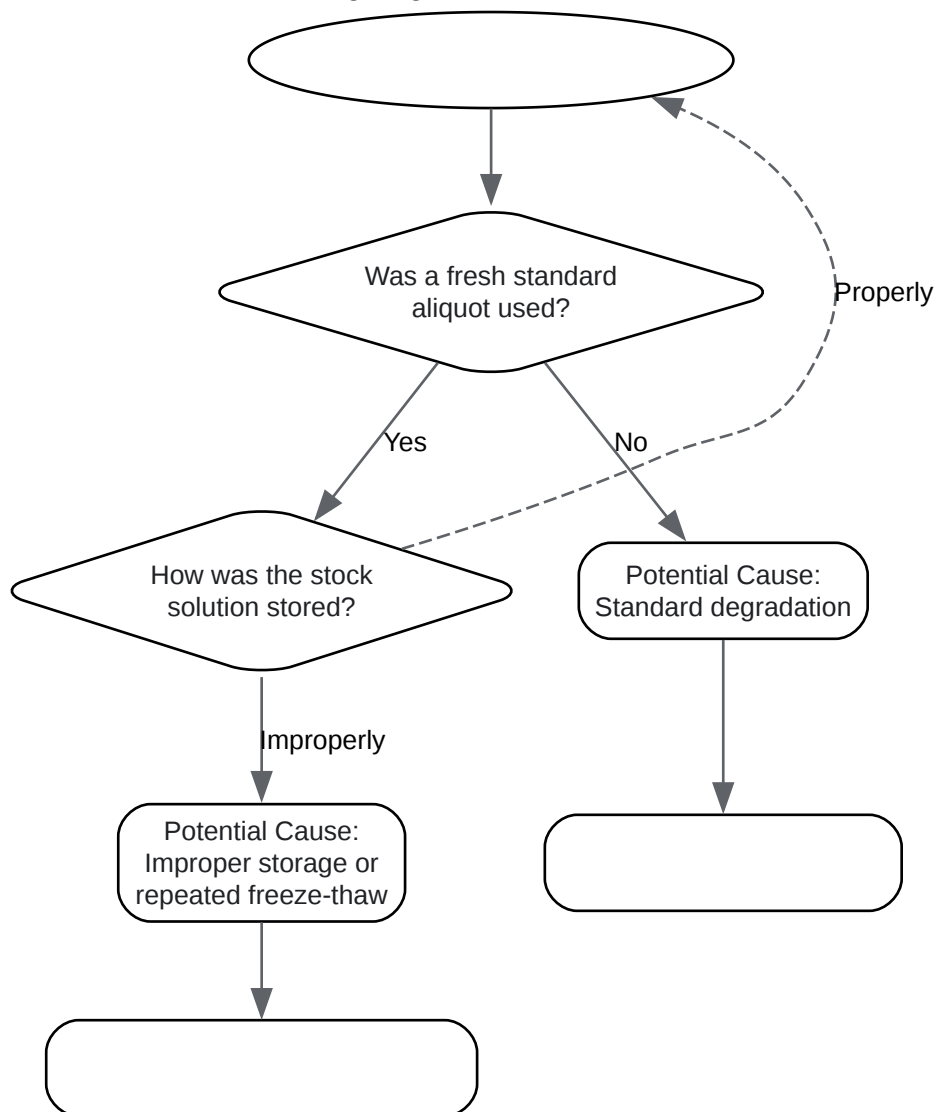 Was a fresh standard
aliquot used?
Properly
Yes
No
How was the stock
solution stored?
Potential Cause:
Standard degradation
Improperly
Potential Cause:
Improper storage or
repeated freeze-thaw